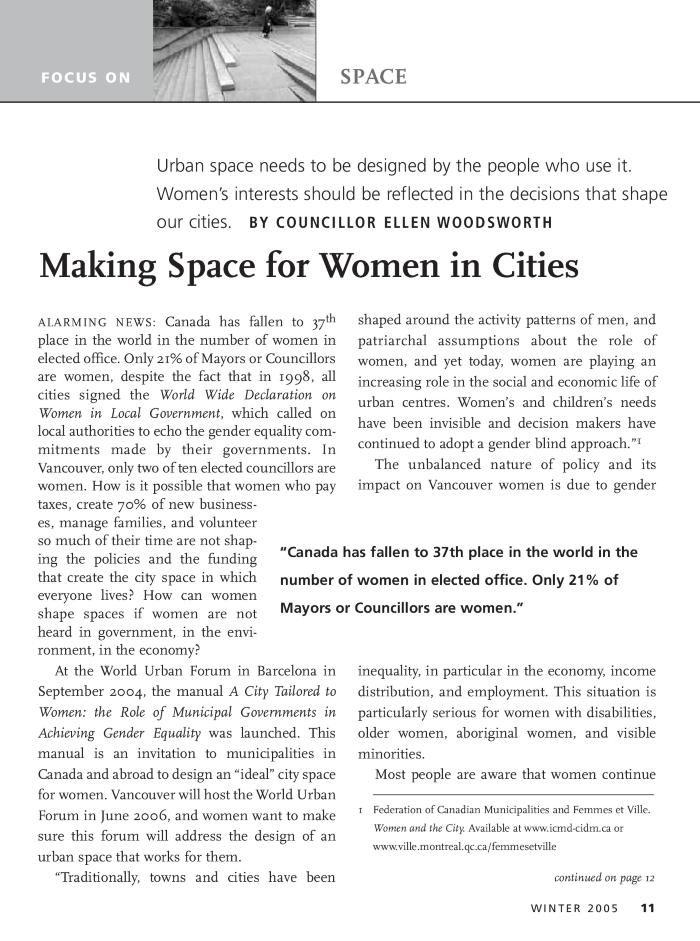 FOCUS ON
SPACE
Urban space needs to be designed by the people who use it.
Women's interests should be reflected in the decisions that shape
our cities. BY COUNCILLOR ELLEN WOODSWORTH
Making Space for Women in Cities
ALARMING NEWS: Canada has fallen to 37th
place in the world in the number of women in
elected office. Only 21% of Mayors or Councillors
are women, despite the fact that in 1998, all
cities signed the World Wide Declaration on
Women in Local Government, which called on
local authorities to echo the gender equality com-
mitments made by their governments. In
Vancouver, only two of ten elected councillors are
women. How is it possible that women who pay
taxes, create 70% of new business-
es, manage families, and volunteer
so much of their time are not shap-
ing the policies and the funding
that create the city space in which
everyone lives? How can women
shape spaces if women are not
heard in government, in the envi-
ronment, in the economy?
At the World Urban Forum in Barcelona in
September 2004, the manual A City Tailored to
Women: the Role of Municipal Governments in
Achieving Gender Equality was launched. This
manual is an invitation to municipalities in
Canada and abroad to design an "ideal" city space
for women. Vancouver will host the World Urban
Forum in June 2006, and women want to make
sure this forum will address the design of an
urban space that works for them.
"Traditionally, towns and cities have been
shaped around the activity patterns of men, and
patriarchal assumptions about the role of
women, and yet today, women are playing an
increasing role in the social and economic life of
urban centres. Women's and children's needs
have been invisible and decision makers have
continued to adopt a gender blind approach."1
The unbalanced nature of policy and its
impact on Vancouver women is due to gender
"Canada has fallen to 37th place in the world in the
number of women in elected office. Only 21% of
Mayors or Councillors are women."
inequality, in particular in the economy, income
distribution, and employment. This situation is
particularly serious for women with disabilities,
older women, aboriginal women, and visible
minorities.
Most people are aware that women continue
1 Federation of Canadian Municipalities and Femmes et Ville.
Women and the City. Available at www.icmd-cidm.ca or
www.ville.montreal.qc.ca/femmesetville
continued on page 12
WINTER 2005 11